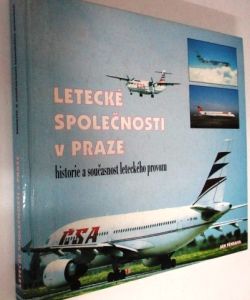 LETECKÉ
SPOLEČNOSTI
V PRAZE
historie a současnost leteckého provozu
ČSA